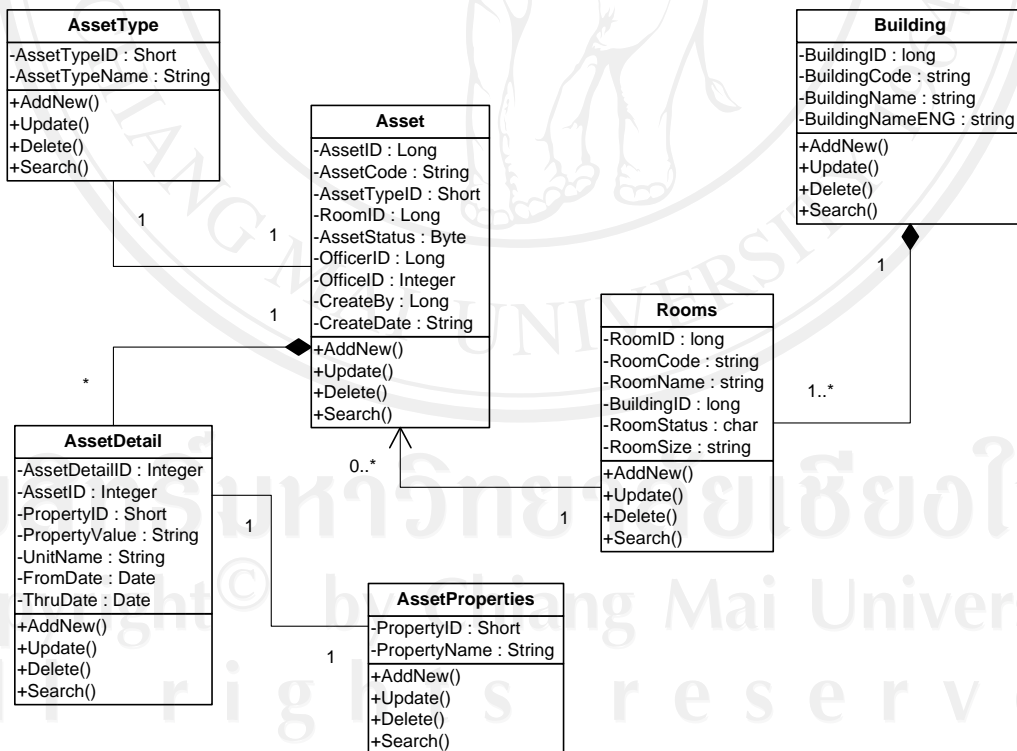 AssetType
-AssetTypeID : Short
-AssetTypeName : String
+AddNew()
+Update()
+Delete()
+Search()
Building
-BuildingID : long
-BuildingCode : string
-BuildingName : string
-BuildingNameENG : string
+AddNew()
+Update()
+Delete()
+Search()
Asset
-AssetID : Long
-AssetCode : String
-AssetTypeID : Short
-RoomID : Long
-AssetStatus : Byte
-OfficerID : Long
-OfficeID : Integer
-CreateBy : Long
-CreateDate : String
+AddNew()
+Update()
+Delete()
+Search()
1
1
1
*
1
1..*
Rooms
-RoomID : long
-RoomCode : string
-RoomName : string
-BuildingID : long
-RoomStatus : char
-RoomSize : string
+AddNew()
+Update()
+Delete()
+Search()
0..*
1
AssetDetail
-AssetDetailID : Integer
-AssetID : Integer
-PropertyID : Short
-PropertyValue : String
-UnitName : String
-FromDate : Date
-ThruDate : Date
+AddNew()
+Update()
+Delete()
+Search()
1
1
AssetProperties
-PropertyID : Short
-PropertyName : String
+AddNew()
+Update()
+Delete()
+Search()
CHIANG MAI UNIVERSITY
© by Chiang Mai
rights